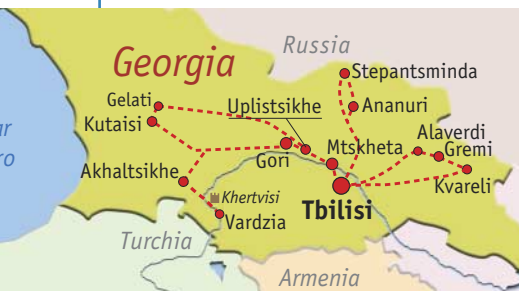 Georgia
Russia
Stepantsminda
Gelati
Uplistsikhe
Ananuri
Kutaisi
Alaverdi
Mtskheta
Gremi
Gori
Akhaltsikhe
Kvareli
Khertvisi
Tbilisi
Vardzia
Turchia
Armenia